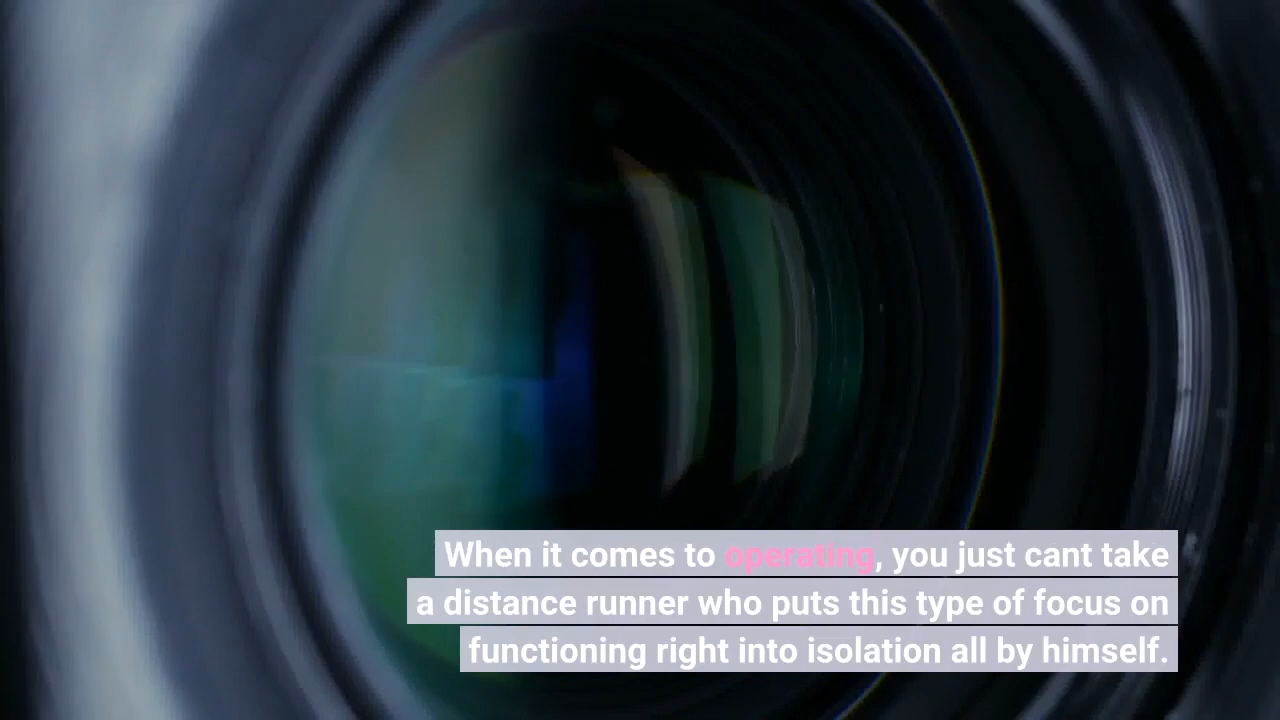 When it comes to operating, you just cant take
a distance runner who puts this type of focus on
functioning right into isolation all by himself.